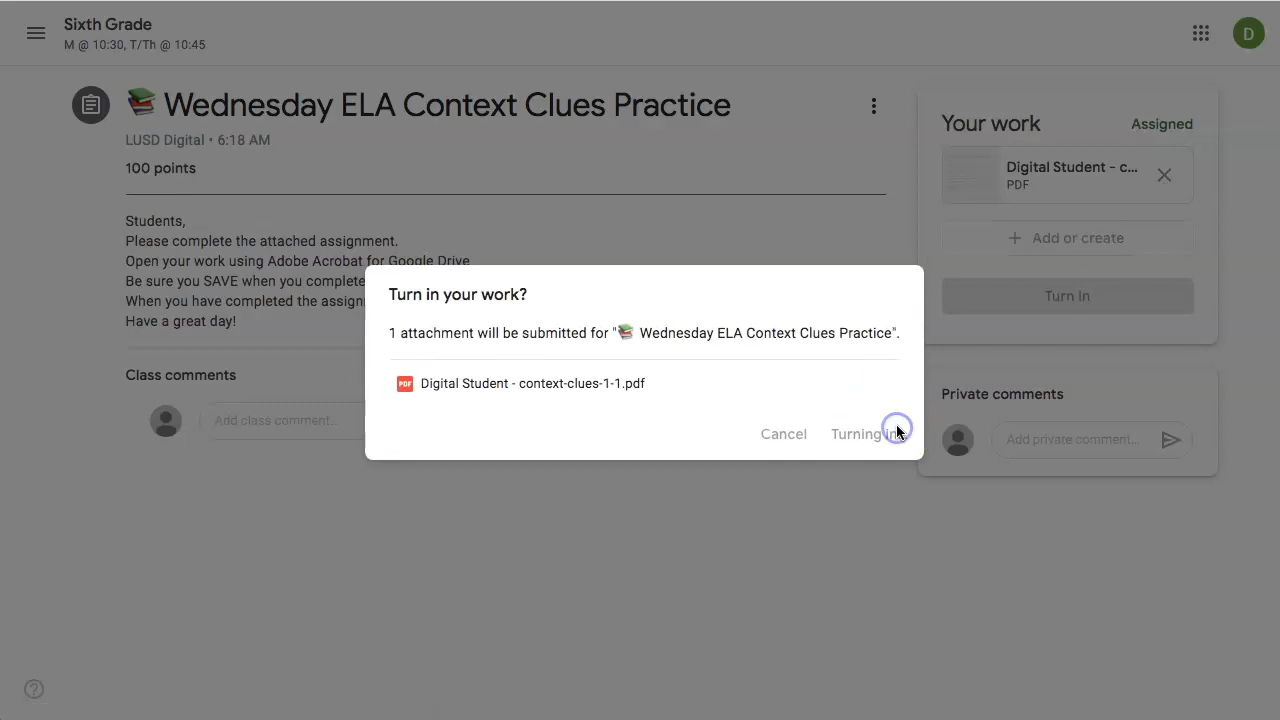 Sixth Grade
M @ 10:30, T/Th @ 10:45
D
Wednesday ELA Context Clues Practice
LUSD Digital • 6:18 AM
100 points
Students,
Please complete the attached assignment.
Open your work using Adobe Acrobat for Google Drive
Be sure you SAVE when you complete
When you have completed the assign
Have a great day!
Class comments
Add class comment...
Your work
Assigned
Digital Student - c...
PDF
+ Add or create
Turn in
Private comments
Add private comment...
Turn in your work?
1 attachment will be submitted for "📚 Wednesday ELA Context Clues Practice".
PDF
Digital Student - context-clues-1-1.pdf
Cancel
Turning in